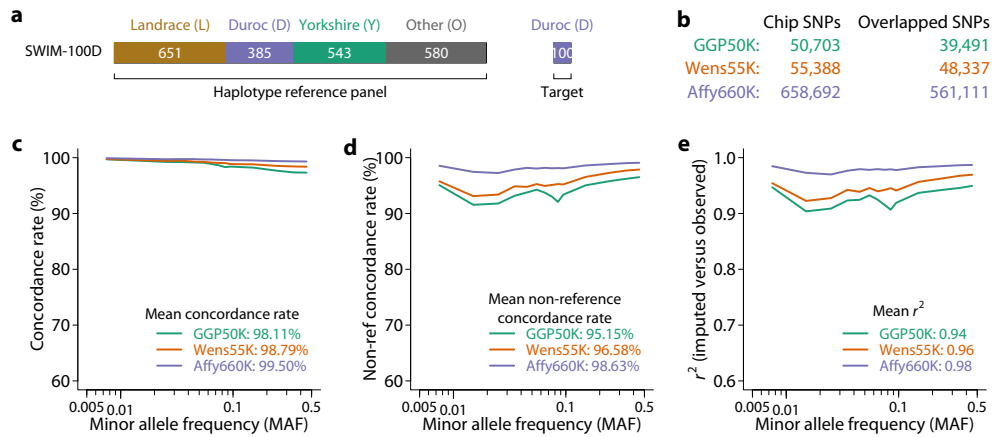 a
Landrace (L) Duroc (D) Yorkshire (Y) Other (O) Duroc (D)
SWIM-100D 651 385 543 580 100
Haplotype reference panel Target
b
Chip SNPs Overlapped SNPs
GGP50K: 50,703 39,491
Wens55K: 55,388 48,337
Affy660K: 658,692 561,111
c
Concordance rate (%)
100
90
80
70
60
Mean concordance rate
GGP50K: 98.11%
Wens55K: 98.79%
Affy660K: 99.50%
0.005 0.01 0.1 0.5
Minor allele frequency (MAF)
d
Non-ref concordance rate (%)
100
90
80
70
60
Mean non-reference
concordance rate
GGP50K: 95.15%
Wens55K: 96.58%
Affy660K: 98.63%
0.005 0.01 0.1 0.5
Minor allele frequency (MAF)
e
r² (imputed versus observed)
1.0
0.9
0.8
0.7
0.6
Mean r²
GGP50K: 0.94
Wens55K: 0.96
Affy660K: 0.98
0.005 0.01 0.1 0.5
Minor allele frequency (MAF)